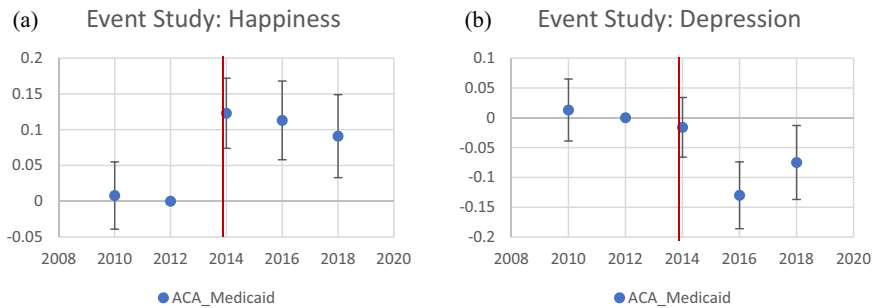 (a) Event Study: Happiness
0.2
0.15
0.1
0.05
0
-0.05
2008 2010 2012 2014 2016 2018 2020
ACA_Medicaid
(b) Event Study: Depression
0.1
0.05
0
-0.05
-0.1
-0.15
-0.2
2008 2010 2012 2014 2016 2018 2020
ACA_Medicaid